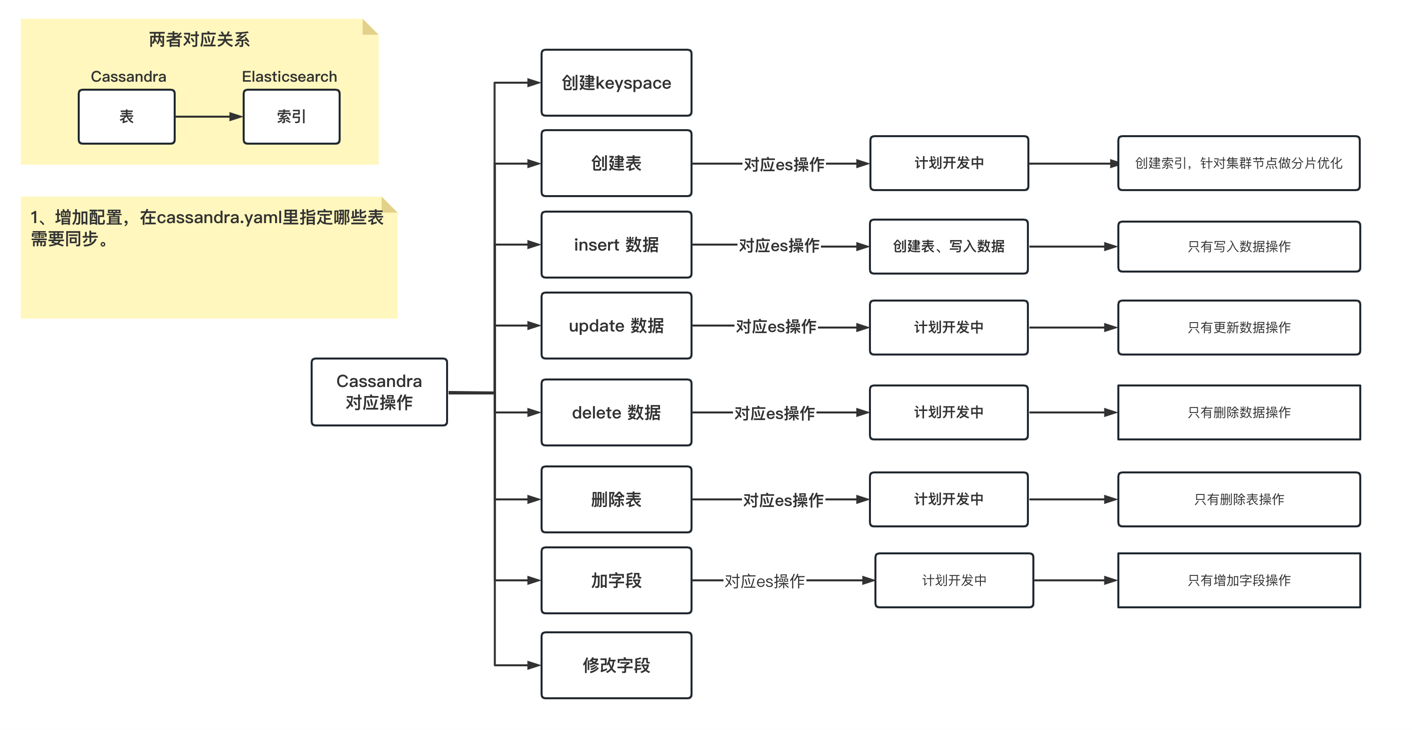 两者对应关系
Cassandra
Elasticsearch
表
索引
1、增加配置，在cassandra.yaml里指定哪些表
需要同步。
Cassandra
对应操作
创建keyspace
创建表
对应es操作
计划开发中
创建索引，针对集群节点做分片优化
insert 数据
对应es操作
创建表、写入数据
只有写入数据操作
update 数据
对应es操作
计划开发中
只有更新数据操作
delete 数据
对应es操作
计划开发中
只有删除数据操作
删除表
对应es操作
计划开发中
只有删除表操作
加字段
对应es操作
计划开发中
只有增加字段操作
修改字段